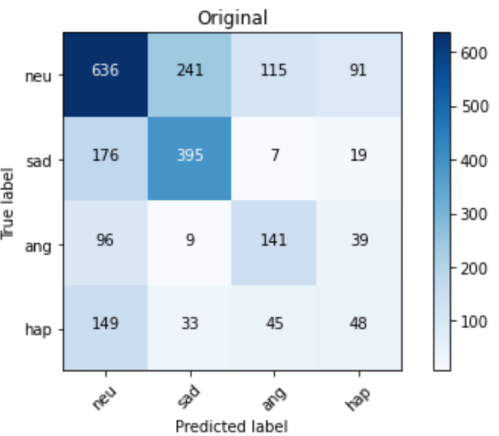 Original
neu 636 241 115 91
sad 176 395 7 19
ang 96 9 141 39
hap 149 33 45 48
neu sad ang hap
True label
Predicted label
600
500
400
300
200
100